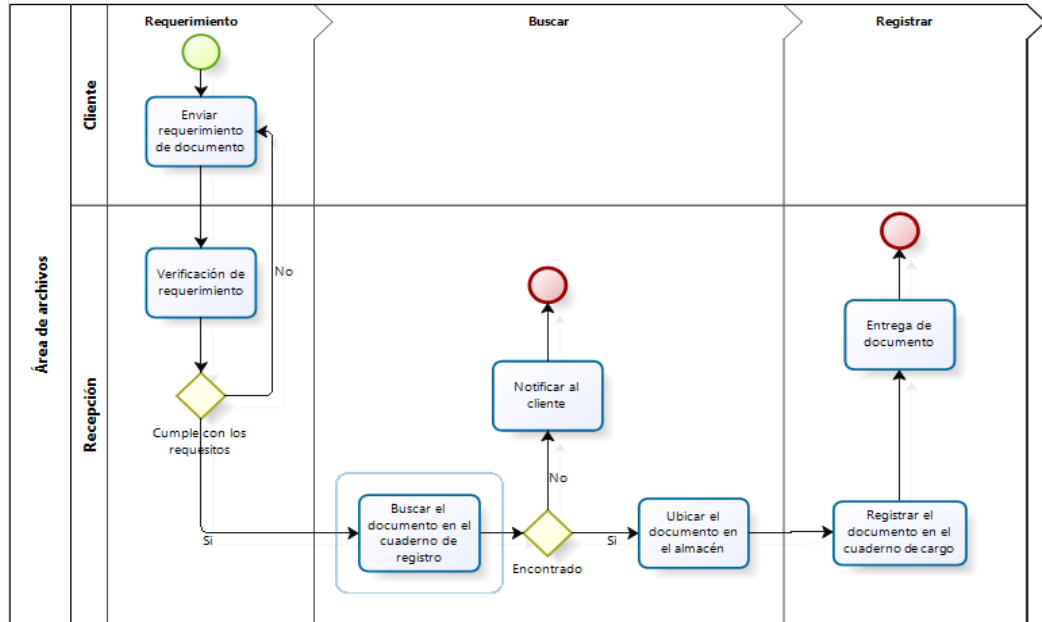 Requerimiento
Buscar
Registrar
Área de archivos
Cliente
Enviar
requerimiento
de documento
Recepción
Verificación de
requerimiento
No
Cumple con los
requesitos
Si
Buscar el
documento en el
cuaderno de
registro
Notificar al
cliente
No
Encontrado
Si
Ubicar el
documento en
el almacén
Entrega de
documento
Registrar el
documento en el
cuaderno de cargo